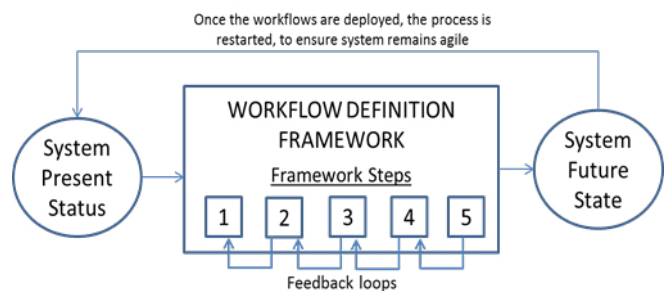 Once the workflows are deployed, the process is
restarted, to ensure system remains agile
WORKFLOW DEFINITION
FRAMEWORK
Framework Steps
1 2 3 4 5
System
Present
Status
System
Future
State
Feedback loops